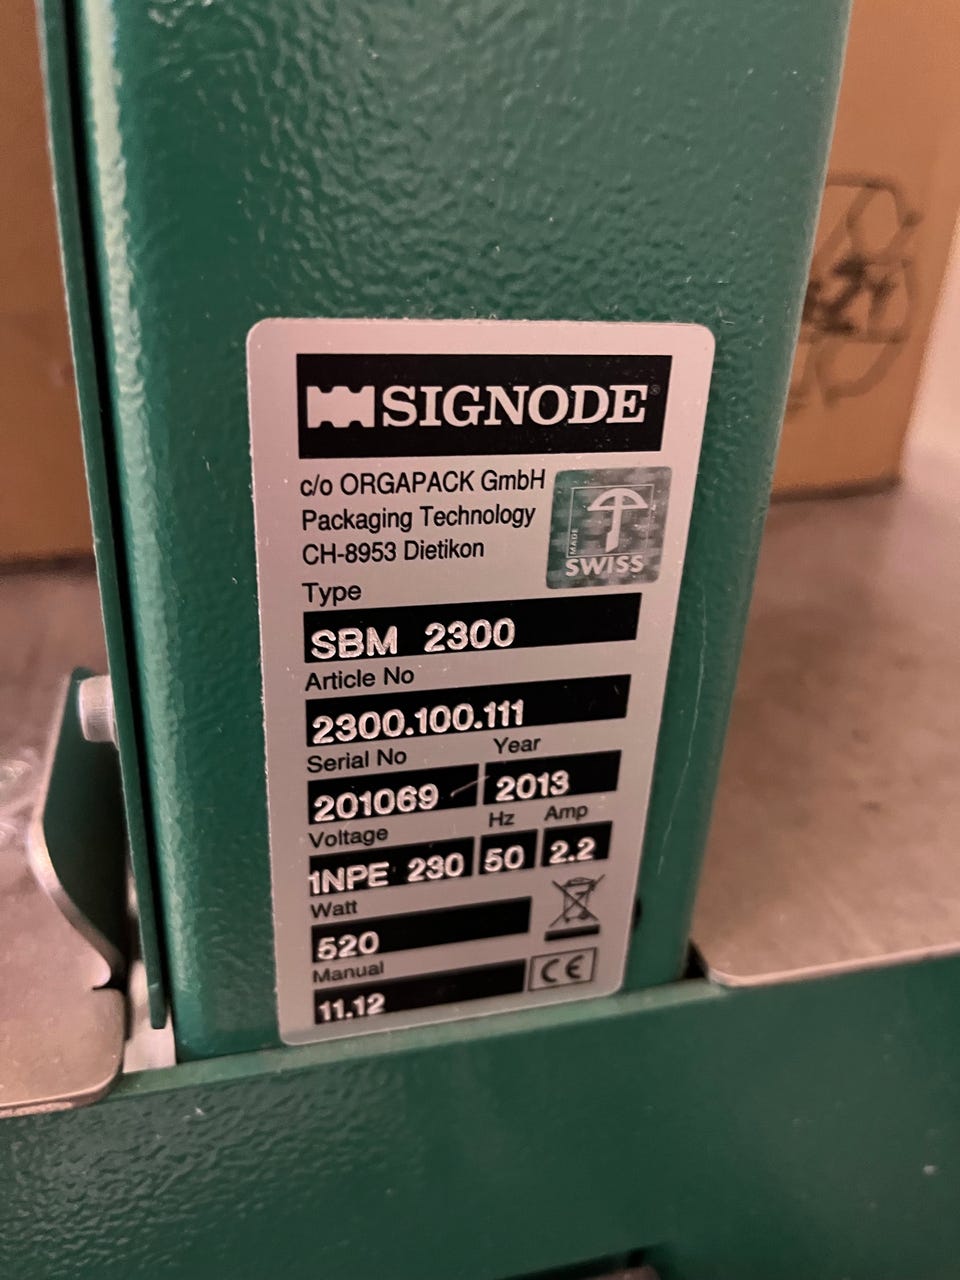 SIGNODE®
c/o ORGAPACK GmbH
Packaging Technology
CH-8953 Dietikon
MADE
SWISS
Type
SBM 2300
Article No
2300.100.111
Serial No Year
201069 2013
Voltage Hz Amp
1NPE 230 50 2.2
Watt
520
Manual
11.12
CE